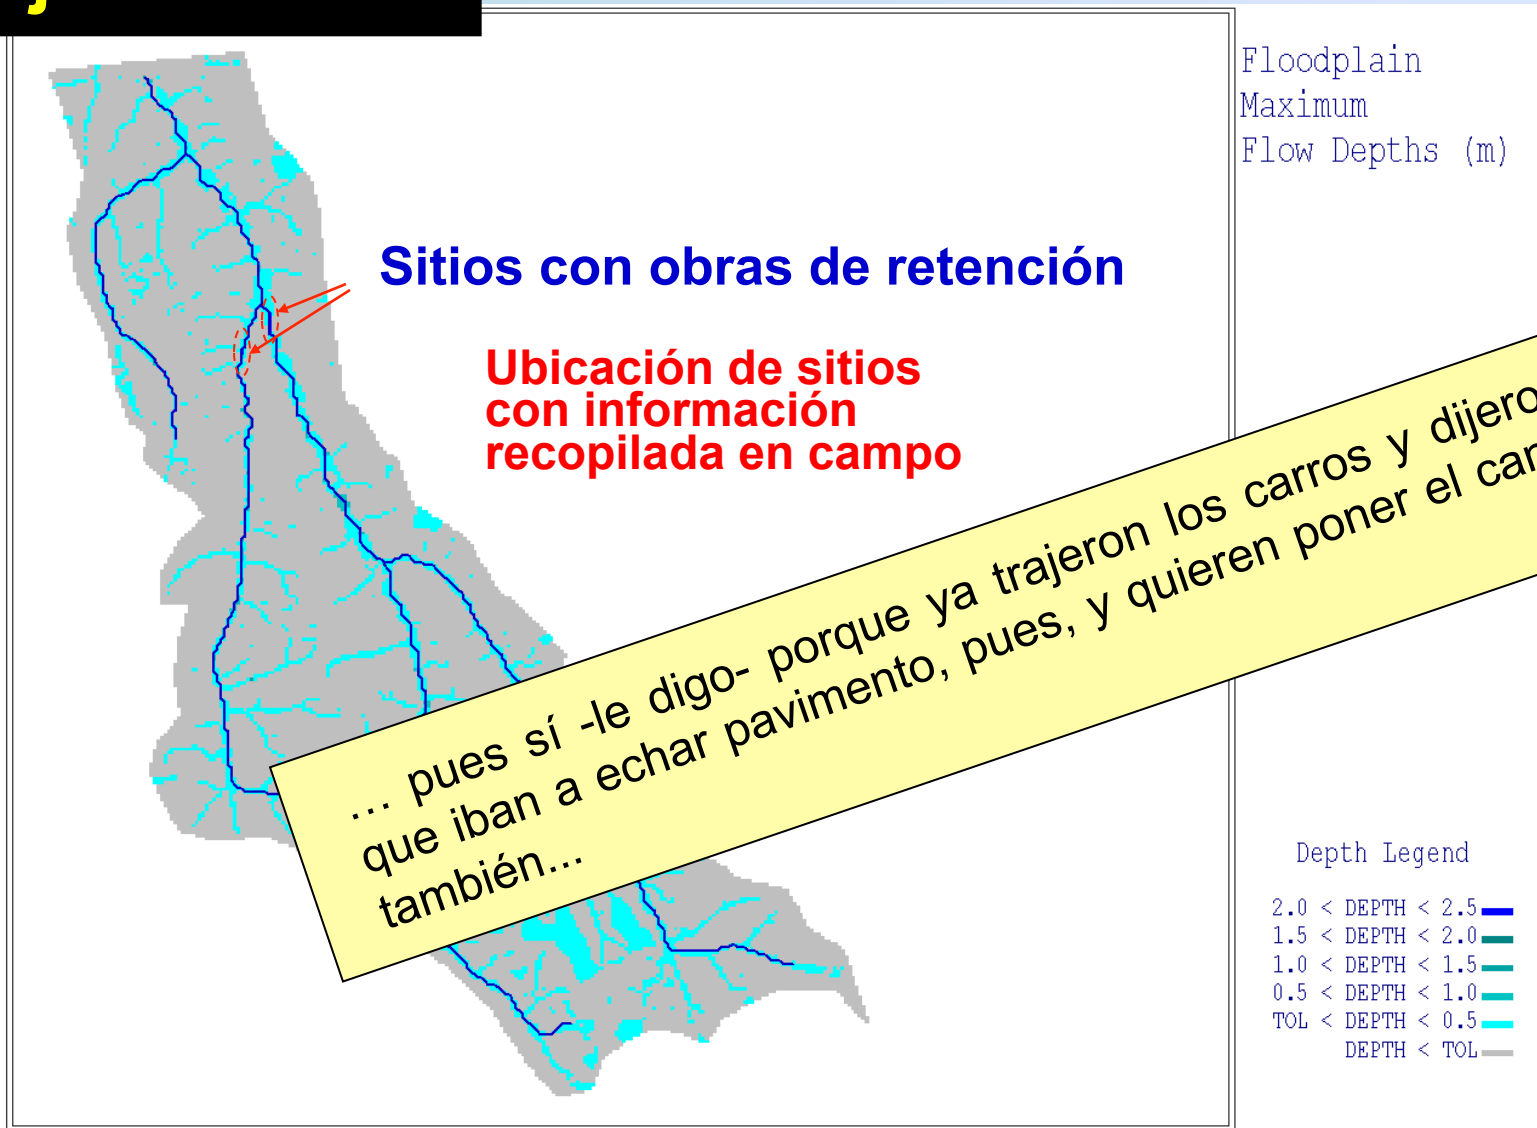 Floodplain
Maximum
Flow Depths (m)
Sitios con obras de retención
Ubicación de sitios
con información
recopilada en campo
... pues sí -le digo- porque ya trajeron los carros y
que iban a echar pavimento, pues, y quieren poner el
también...
Depth Legend
2.0 < DEPTH < 2.5
1.5 < DEPTH < 2.0
1.0 < DEPTH < 1.5
0.5 < DEPTH < 1.0
TOL < DEPTH < 0.5
DEPTH < TOL